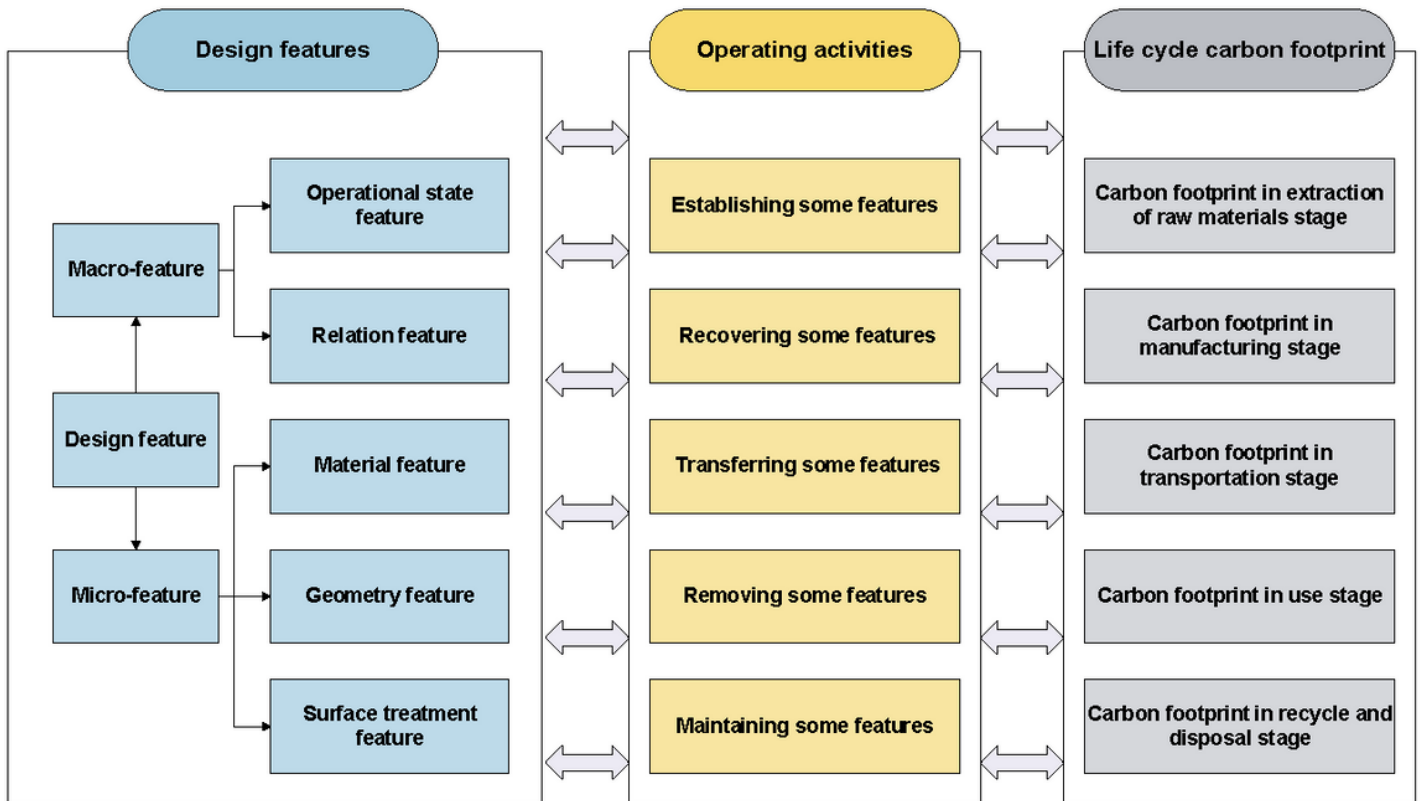 Design features
Operating activities
Life cycle carbon footprint
Operational state
feature
Establishing some features
Carbon footprint in extraction
of raw materials stage
Macro-feature
Relation feature
Recovering some features
Carbon footprint in
manufacturing stage
Design feature
Material feature
Transferring some features
Carbon footprint in
transportation stage
Micro-feature
Geometry feature
Removing some features
Carbon footprint in use stage
Surface treatment
feature
Maintaining some features
Carbon footprint in recycle and
disposal stage